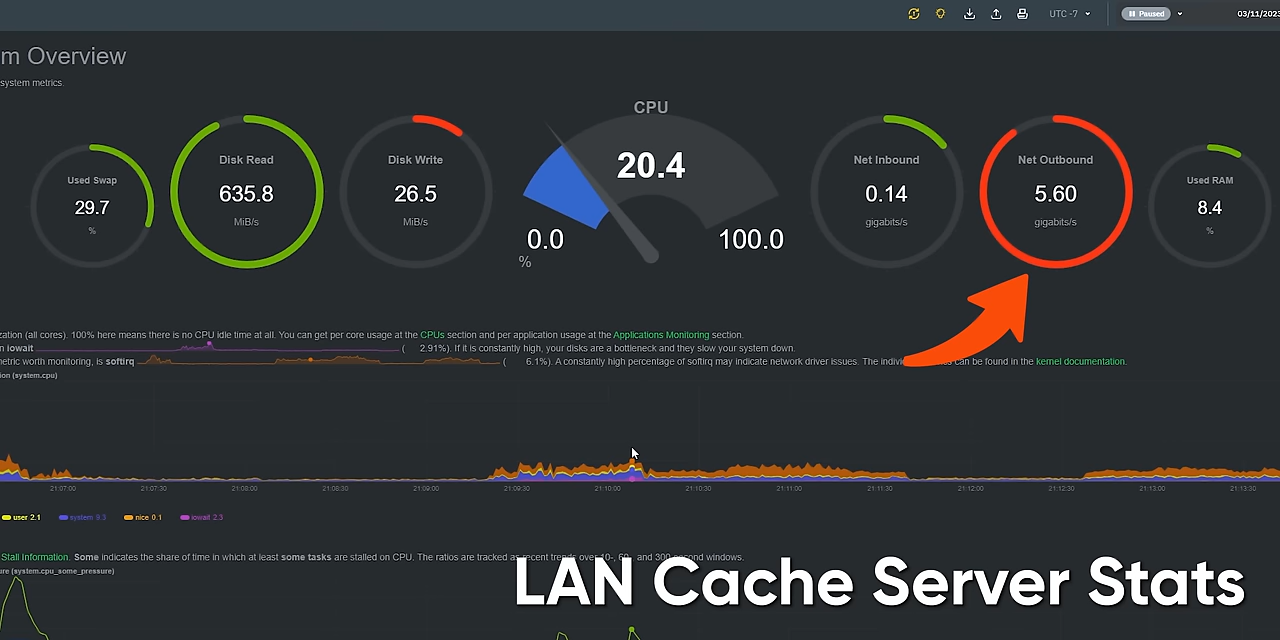 UTC -7
Paused
03/11/2023
m Overview
system metrics.
CPU
Used Swap
29.7
%
Disk Read
635.8
MiB/s
Disk Write
26.5
MiB/s
20.4
0.0
100.0
%
Net Inbound
0.14
gigabits/s
Net Outbound
5.60
gigabits/s
Used RAM
8.4
%
zation (all cores). 100% here means there is no CPU idle time at all. You can get per core usage at the CPUs section and per application usage at the Applications Monitoring section.
n iowait ( 2.91%). If it is constantly high, your disks are a bottleneck and they slow your system down.
netric worth monitoring, is softirq ( 6.1%). A constantly high percentage of softirq may indicate network driver issues. The indivi s can be found in the kernel documentation.
ion (system.cpu)
21:07:00 21:07:30 21:08:00 21:08:30 21:09:00 21:09:30 21:10:00 21:10:30 21:11:00 21:11:30 21:12:00 21:12:30 21:13:00 21:13:30
user 2.1 system 9.3 nice 0.1 iowait 2.3
Stall Information. Some indicates the share of time in which at least some tasks are stalled on CPU. The ratios are tracked as recent trends over 10-, 60-, and 300-second windows.
ure (system.cpu_some_pressure)
LAN Cache Server Stats